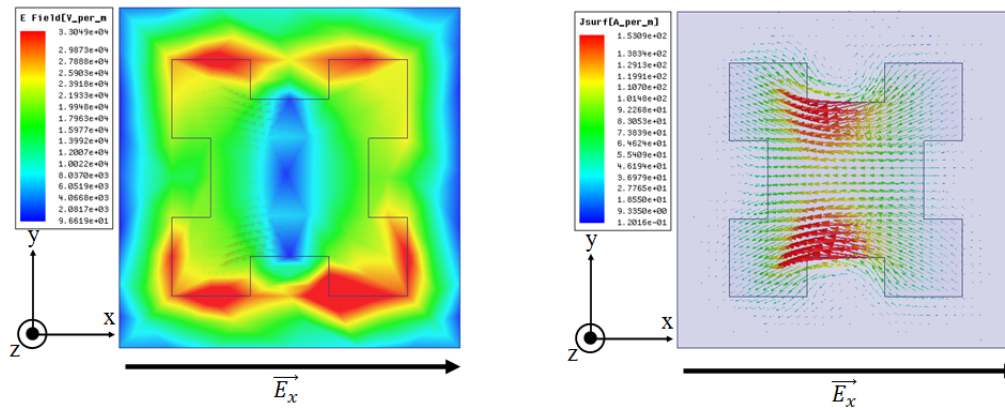 E Field[V_per_m
3.3049e+04
2.9873e+04
2.7888e+04
2.5903e+04
2.3918e+04
2.1933e+04
1.9948e+04
1.7963e+04
1.5977e+04
1.3992e+04
1.2007e+04
1.0022e+04
8.0370e+03
6.0519e+03
4.0668e+03
2.0817e+03
9.6619e+01
y
x
z
E_x
Jsurf[A_per_m]
1.5309e+02
1.3834e+02
1.2913e+02
1.1991e+02
1.1070e+02
1.0148e+02
9.2268e+01
8.3053e+01
7.3839e+01
6.4624e+01
5.5409e+01
4.6194e+01
3.6979e+01
2.7765e+01
1.8550e+01
9.3350e+00
1.2016e-01
y
x
z
E_x